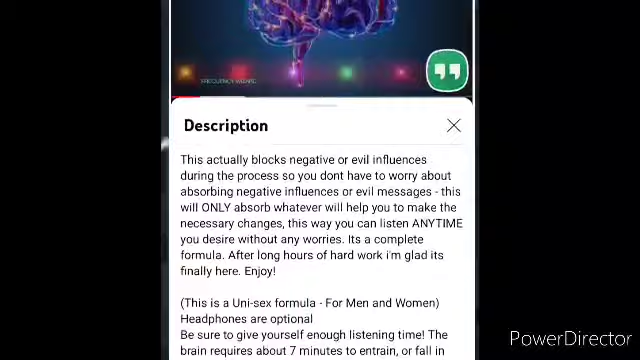 FREQUENCY WIZARD
Description
This actually blocks negative or evil influences
during the process so you dont have to worry about
absorbing negative influences or evil messages - this
will ONLY absorb whatever will help you to make the
necessary changes, this way you can listen ANYTIME
you desire without any worries. Its a complete
formula. After long hours of hard work i'm glad its
finally here. Enjoy!
(This is a Uni-sex formula - For Men and Women)
Headphones are optional
Be sure to give yourself enough listening time! The
brain requires about 7 minutes to entrain, or fall in
PowerDirector